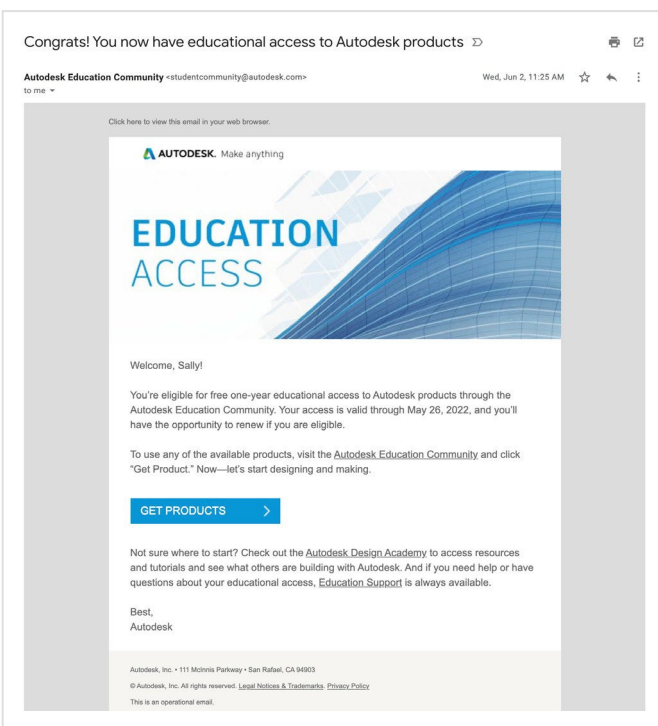 Congrats! You now have educational access to Autodesk products
Autodesk Education Community <studentcommunity@autodesk.com>
Wed, Jun 2, 11:25 AM
to me
Click here to view this email in your web browser.
AUTODESK. Make anything
EDUCATION
ACCESS
Welcome, Sally!
You’re eligible for free one-year educational access to Autodesk products through the
Autodesk Education Community. Your access is valid through May 26, 2022, and you’ll
have the opportunity to renew if you are eligible.
To use any of the available products, visit the Autodesk Education Community and click
“Get Product.” Now—let’s start designing and making.
GET PRODUCTS
Not sure where to start? Check out the Autodesk Design Academy to access resources
and tutorials and see what others are building with Autodesk. And if you need help or have
questions about your educational access, Education Support is always available.
Best,
Autodesk
Autodesk, Inc. • 111 McInnis Parkway • San Rafael, CA 94903
© Autodesk, Inc. All rights reserved. Legal Notices & Trademarks. Privacy Policy
This is an operational email.